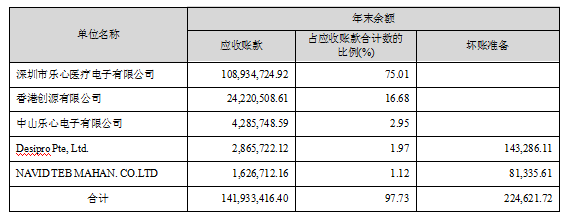 单位名称 年末余额
应收账款 占应收账款合计数的
比例(%) 坏账准备
深圳市乐心医疗电子有限公司 108,934,724.92 75.01
香港创源有限公司 24,220,508.61 16.68
中山乐心电子有限公司 4,285,748.59 2.95
Desipro Pte, Ltd. 2,865,722.12 1.97 143,286.11
NAVID TEB MAHAN. CO.LTD 1,626,712.16 1.12 81,335.61
合计 141,933,416.40 97.73 224,621.72